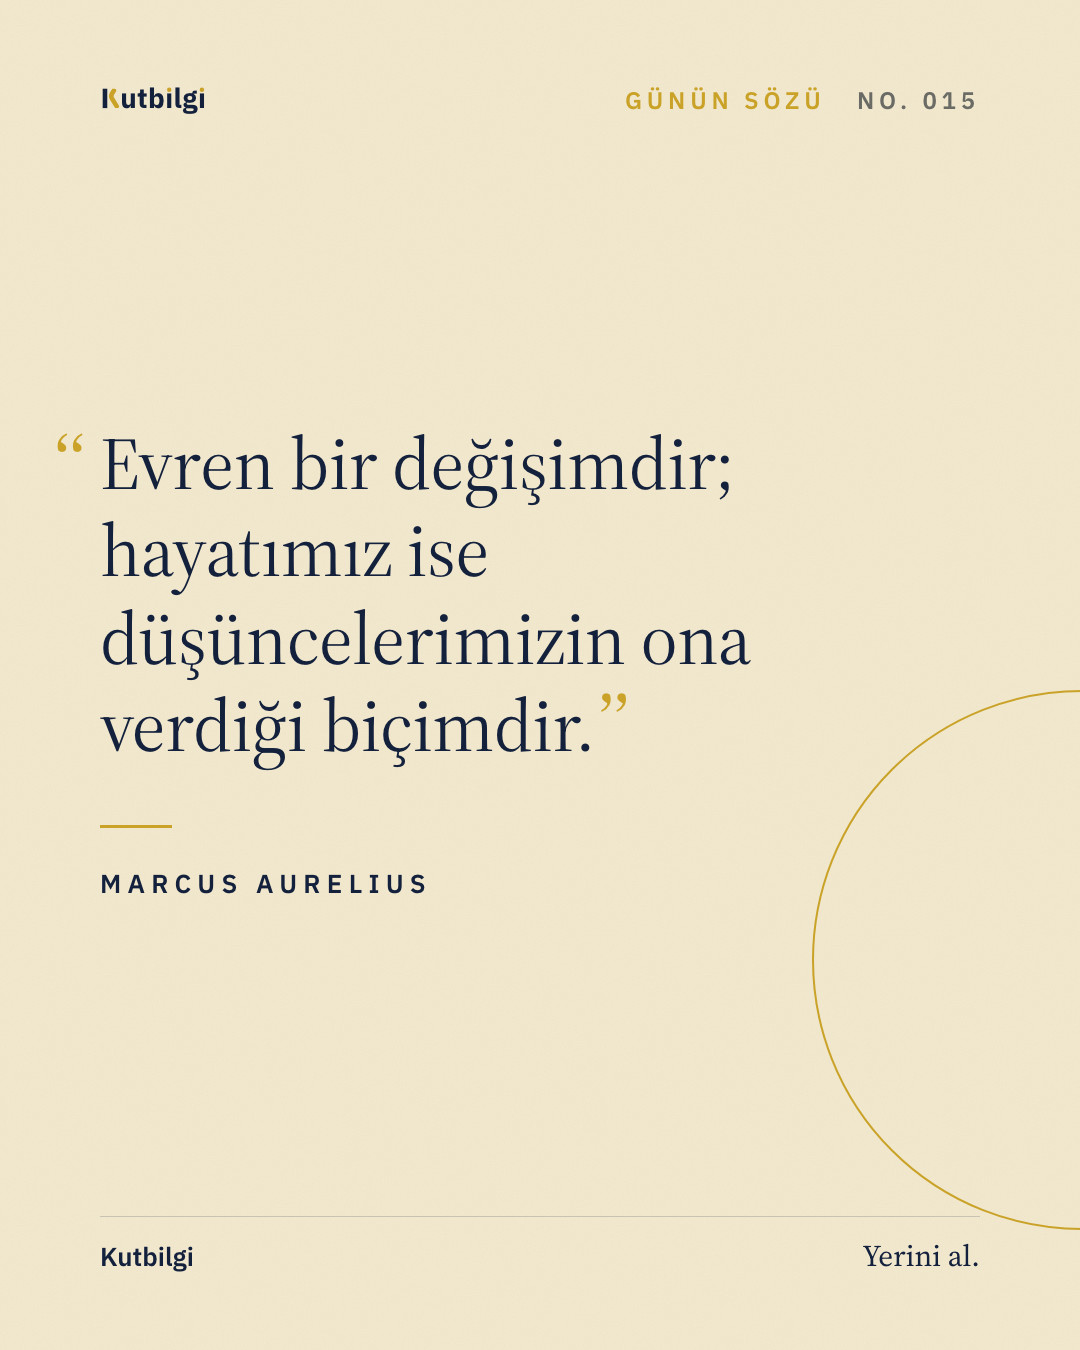 Kutbilgi
GÜNÜN SÖZÜ NO. 015
“Evren bir değişimdir;
hayatımız ise
düşüncelerimizin ona
verdiği biçimdir.”
MARCUS AURELIUS
Kutbilgi
Yerini al.